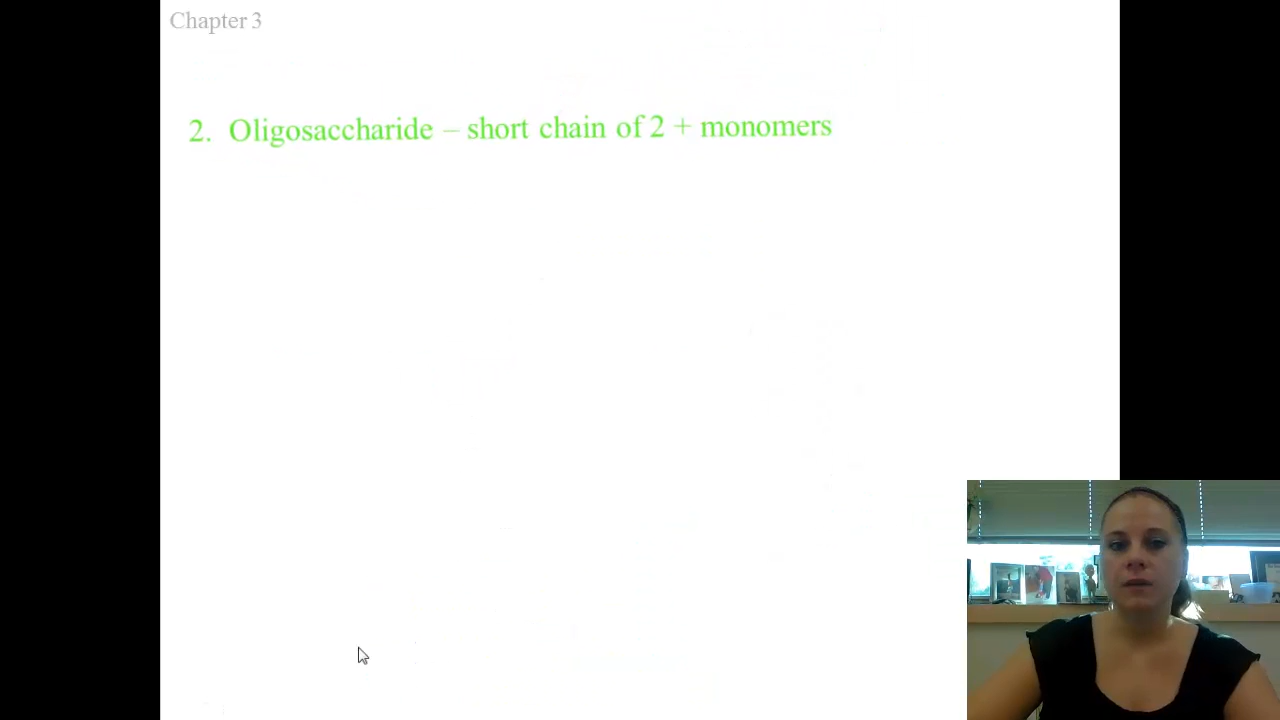 Chapter 3
2. Oligosaccharide – short chain of 2 + monomers